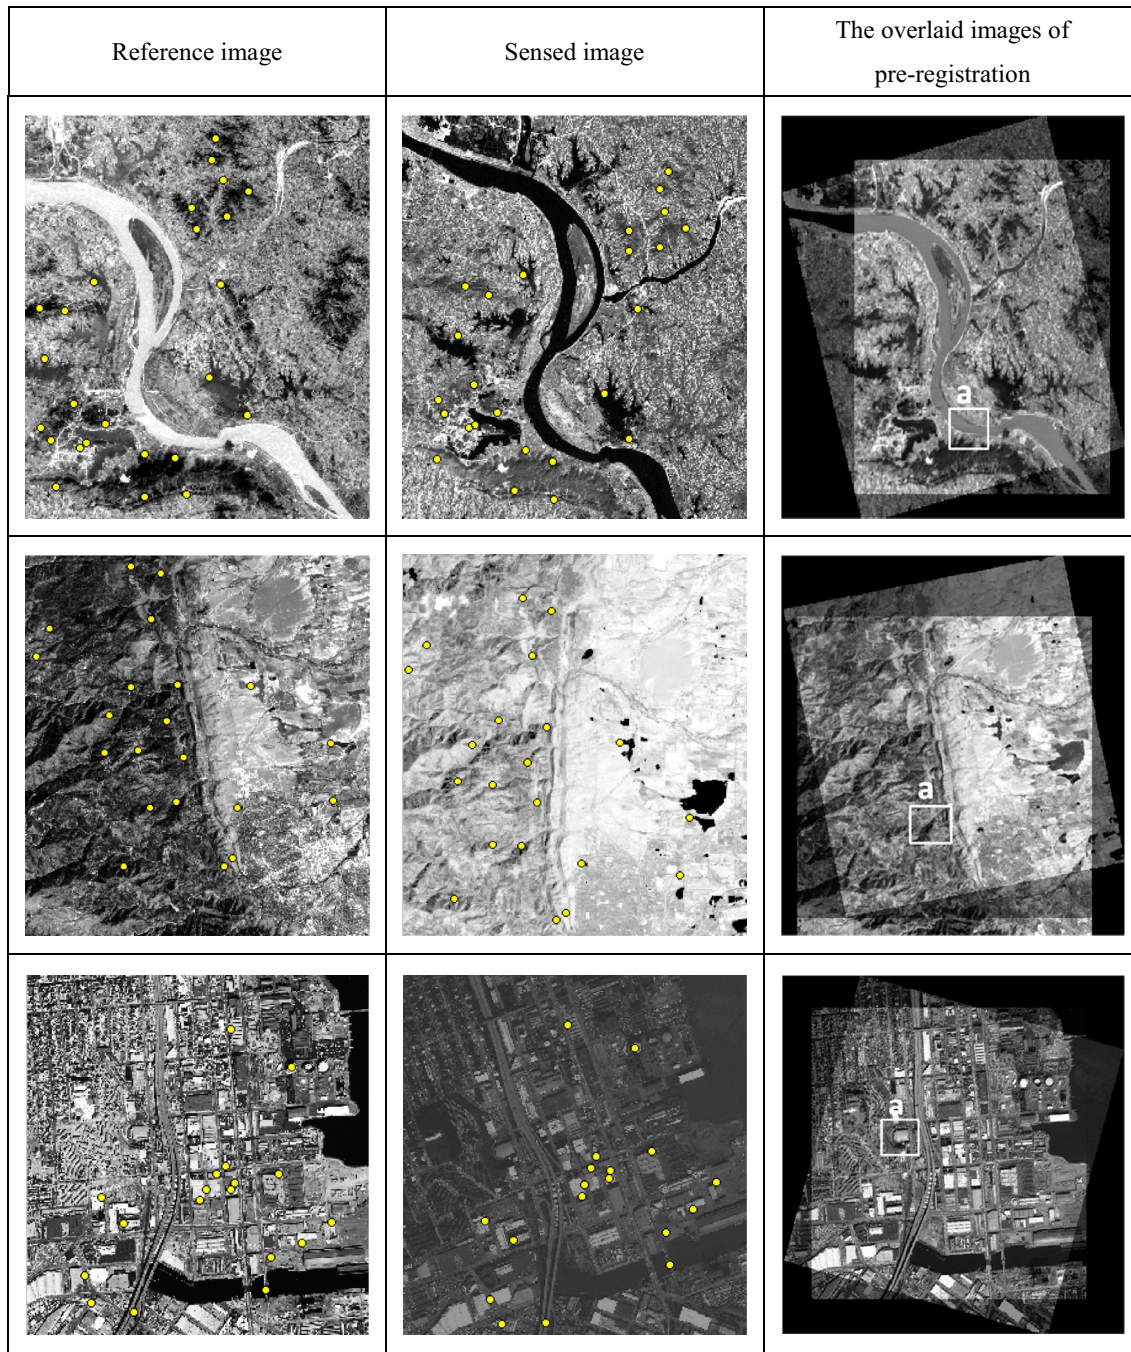 Reference image
Sensed image
The overlaid images of
pre-registration
a
a
a